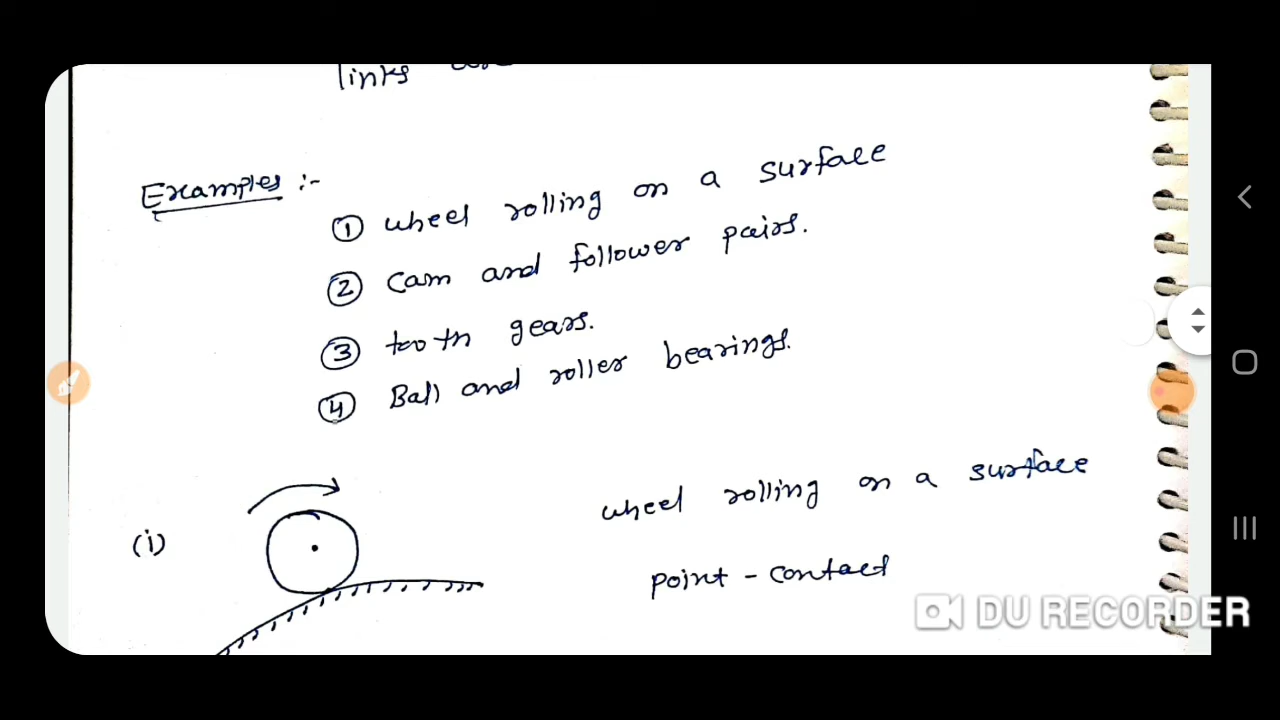 links
Examples :-
① wheel rolling on a surface
② Cam and follower pairs.
③ tooth gears.
④ Ball and roller bearings.
(i)
wheel rolling on a surface
point - contact
DU RECORDER